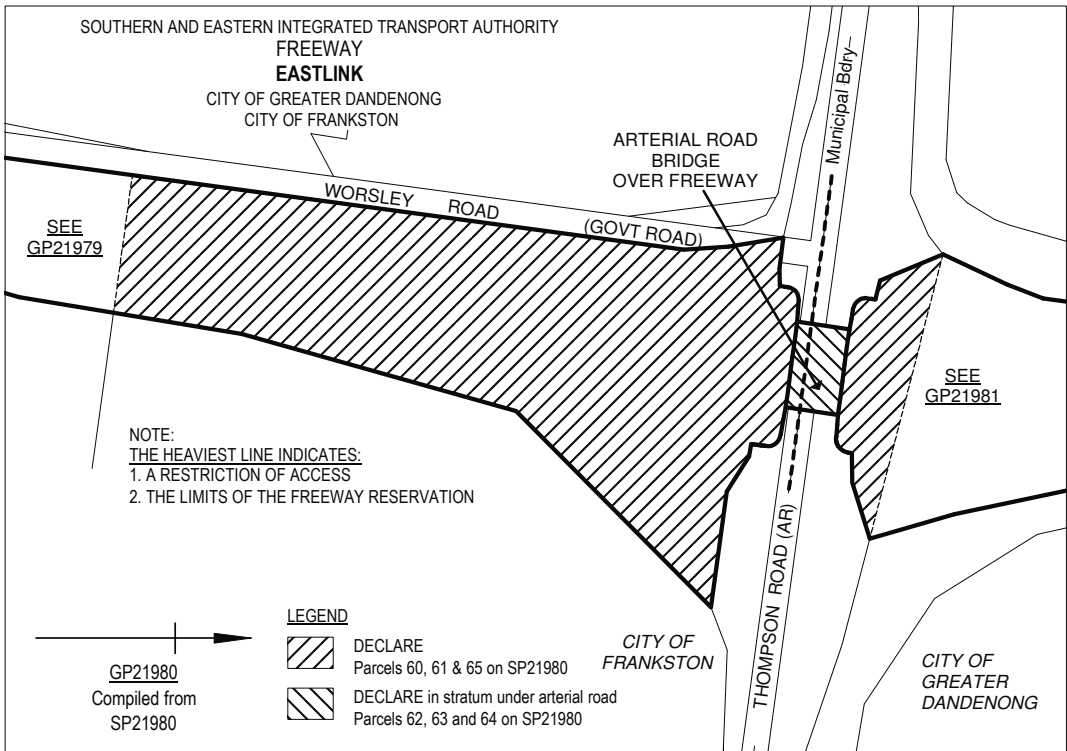 SOUTHERN AND EASTERN INTEGRATED TRANSPORT AUTHORITY
FREEWAY
EASTLINK
CITY OF GREATER DANDENONG
CITY OF FRANKSTON
ARTERIAL ROAD
BRIDGE
OVER FREEWAY
Municipal Bdry
WORSLEY ROAD (GOVT ROAD)
SEE
GP21979
SEE
GP21981
NOTE:
THE HEAVIEST LINE INDICATES:
1. A RESTRICTION OF ACCESS
2. THE LIMITS OF THE FREEWAY RESERVATION
THOMPSON ROAD (AR)
GP21980
Compiled from
SP21980
LEGEND
DECLARE
Parcels 60, 61 & 65 on SP21980
DECLARE in stratum under arterial road
Parcels 62, 63 and 64 on SP21980
CITY OF
FRANKSTON
CITY OF
GREATER
DANDENONG